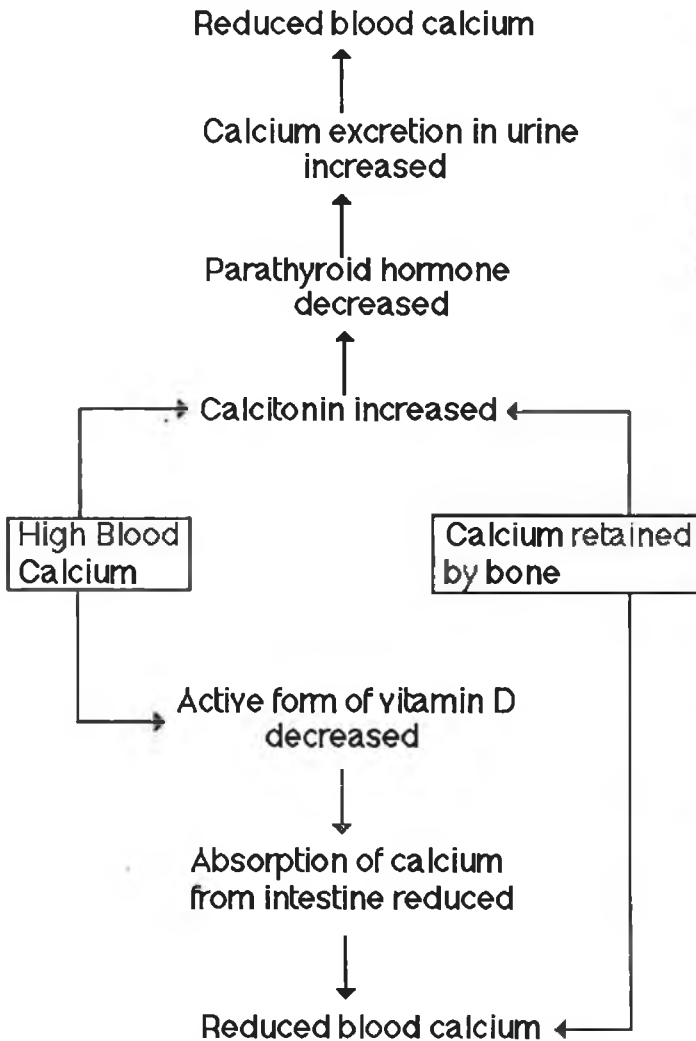 Reduced blood calcium
Calcium excretion in urine
increased
Parathyroid hormone
decreased
Calcitonin increased
High Blood
Calcium
Calcium retained
by bone
Active form of vitamin D
decreased
Absorption of calcium
from intestine reduced
Reduced blood calcium